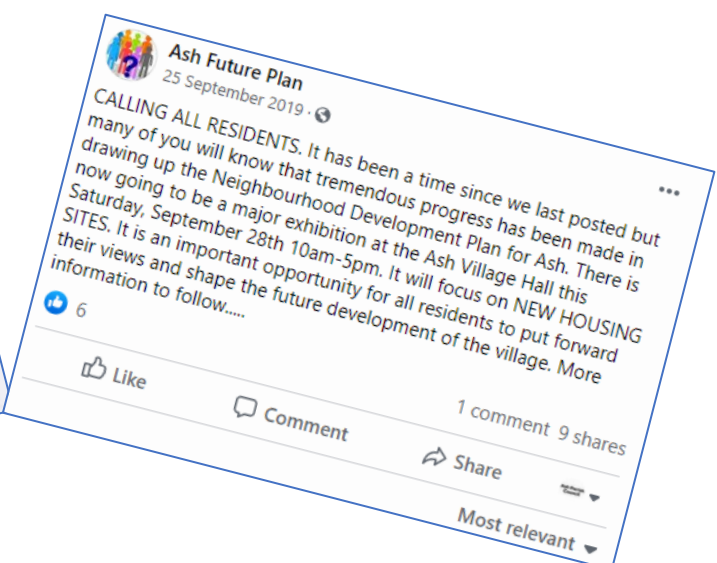 Ash Future Plan
25 September 2019 ·
CALLING ALL RESIDENTS. It has been a time since we last posted but
many of you will know that tremendous progress has been made in
drawing up the Neighbourhood Development Plan for Ash. There is
now going to be a major exhibition at the Ash Village Hall this
Saturday, September 28th 10am-5pm. It will focus on NEW HOUSING
SITES. It is an important opportunity for all residents to put forward
their views and shape the future development of the village. More
information to follow.....
6
1 comment 9 shares
Like
Comment
Share
Most relevant